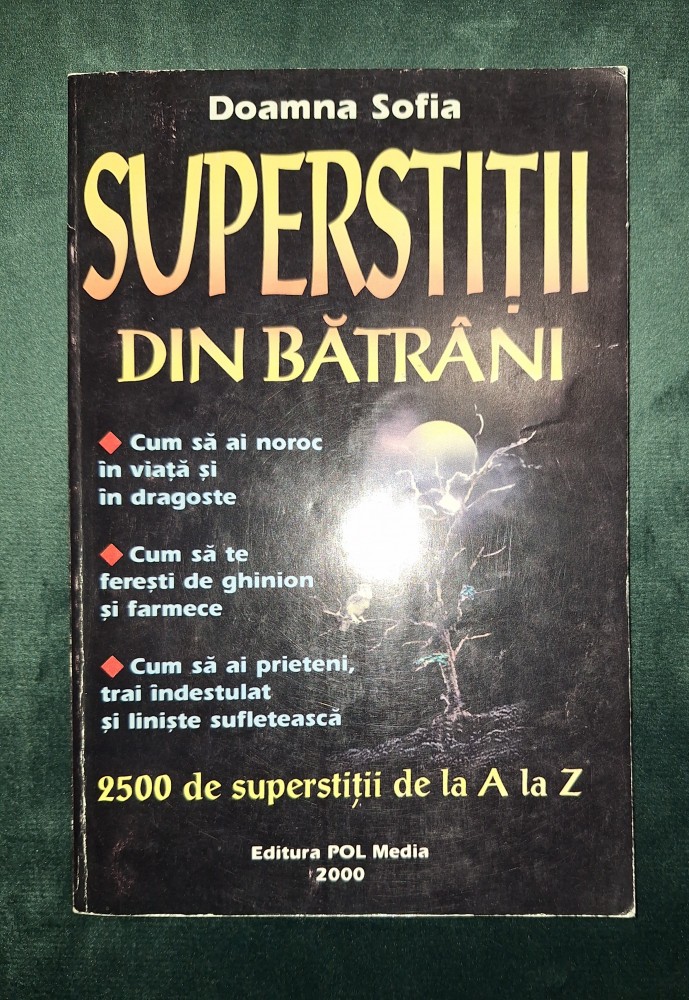 Doamna Sofia
SUPERSTIȚII
DIN BĂTRÂNI
Cum să ai noroc
în viață și
în dragoste
Cum să te
ferești de ghinion
și farmece
Cum să ai prieteni,
trai îndestulat
și liniște sufletească
2500 de superstiții de la A la Z
Editura POL Media
2000